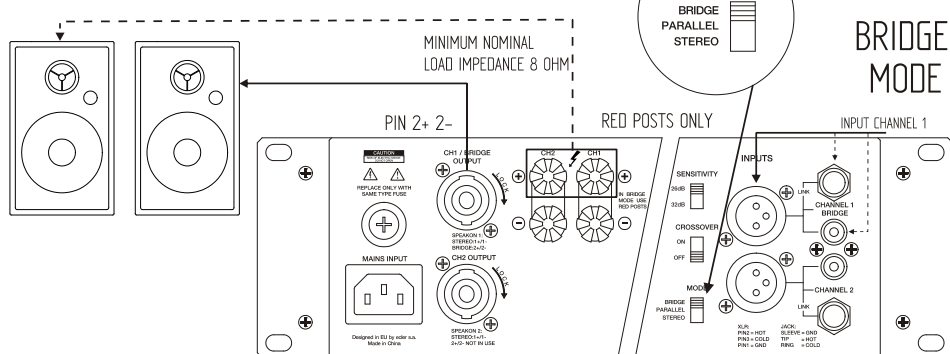 BRIDGE
PARALLEL
STEREO
BRIDGE
MODE
MINIMUM NOMINAL
LOAD IMPEDANCE 8 OHM
PIN 2+ 2-
RED POSTS ONLY
INPUT CHANNEL 1
CAUTION
REPLACE ONLY WITH
SAME TYPE FUSE
MAINS INPUT
Designed in EU by eder s.a.
Made in China
CH1 / BRIDGE
OUTPUT
LOCK
SPEAKON 1:
STEREO:1+/1-
BRIDGE:2+/2-
CH2 OUTPUT
LOCK
SPEAKON 2:
STEREO:1+/1-
2+/2- NOT IN USE
CH2
CH1
+
+
-
-
IN BRIDGE
MODE USE
RED POSTS
SENSITIVITY
26dB
32dB
CROSSOVER
ON
OFF
MODE
BRIDGE
PARALLEL
STEREO
INPUTS
LINK
CHANNEL 1
BRIDGE
CHANNEL 2
LINK
XLR:
PIN2 = HOT
PIN3 = COLD
PIN1 = GND
JACK:
SLEEVE = GND
TIP = HOT
RING = COLD